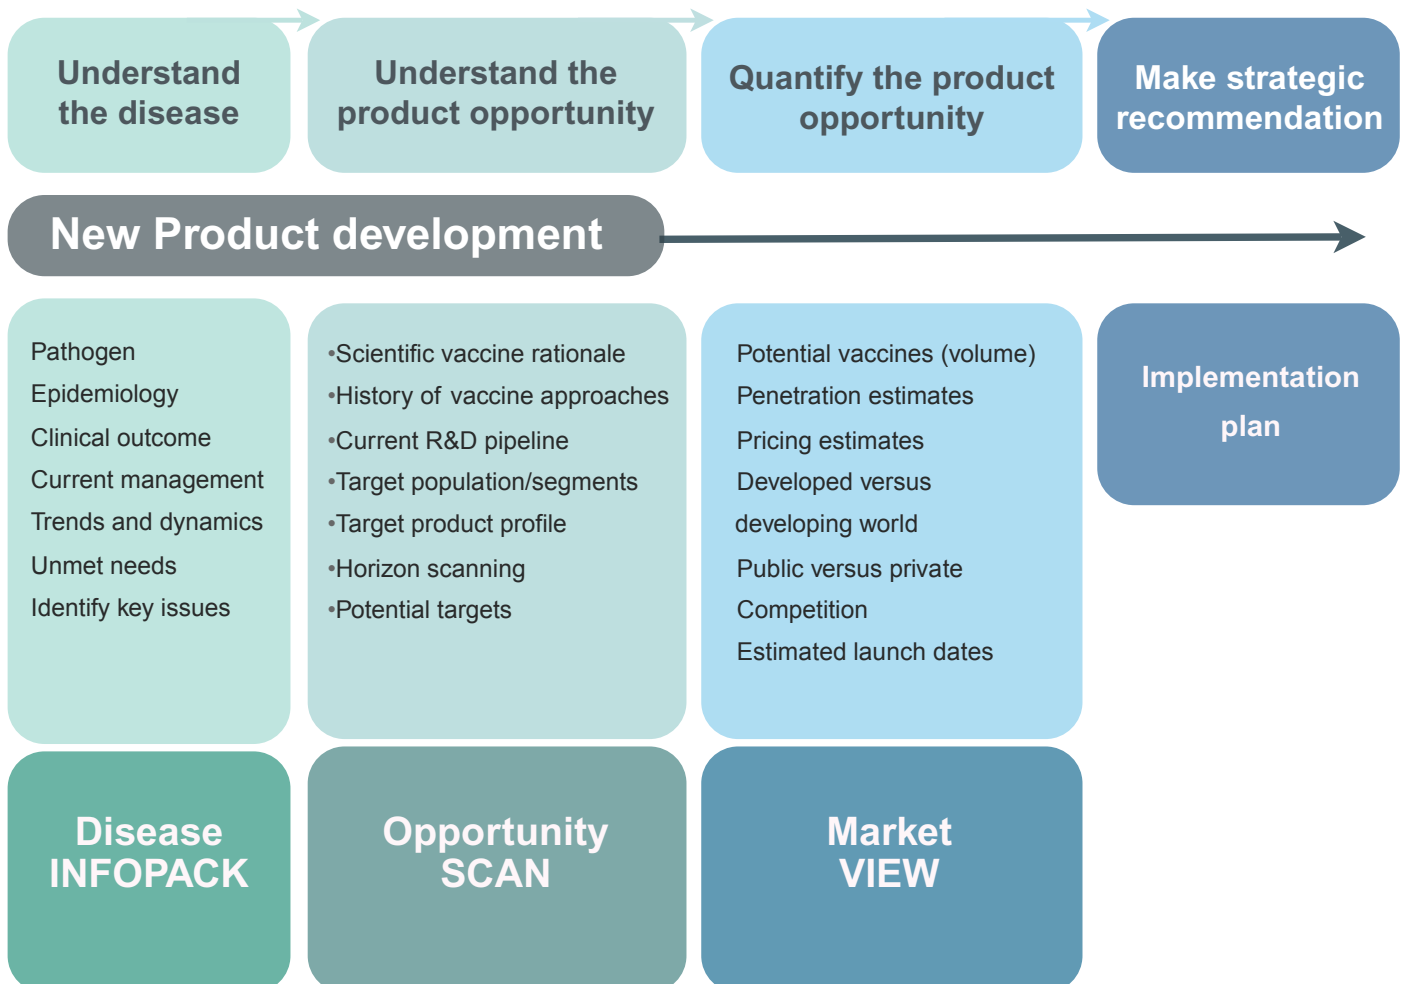 Understand
the disease
Understand the
product opportunity
Quantify the product
opportunity
Make strategic
recommendation
New Product development
Pathogen
Epidemiology
Clinical outcome
Current management
Trends and dynamics
Unmet needs
Identify key issues
•Scientific vaccine rationale
•History of vaccine approaches
•Current R&D pipeline
•Target population/segments
•Target product profile
•Horizon scanning
•Potential targets
Potential vaccines (volume)
Penetration estimates
Pricing estimates
Developed versus
developing world
Public versus private
Competition
Estimated launch dates
Implementation
plan
Disease
INFOPACK
Opportunity
SCAN
Market
VIEW